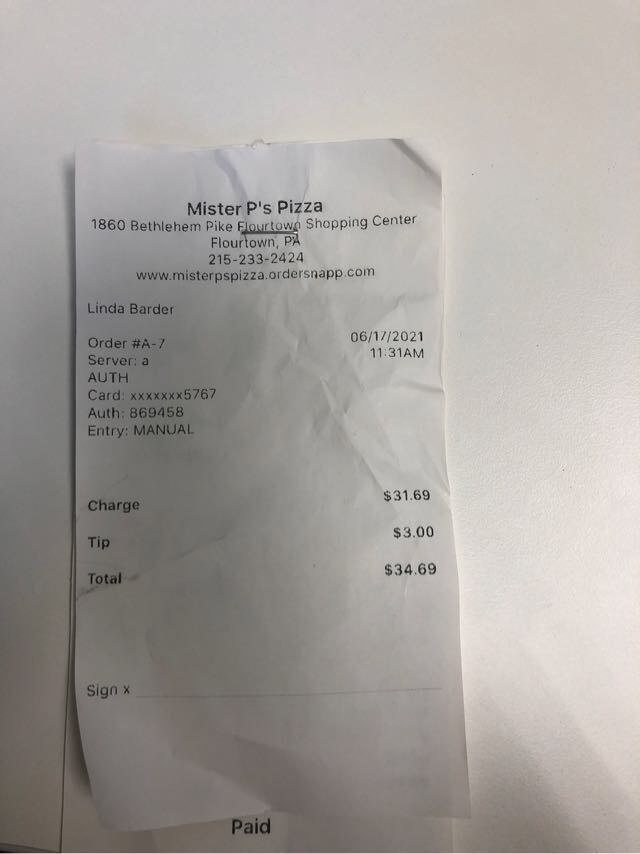 Mister P's Pizza
1860 Bethlehem Pike Flourtown Shopping Center
Flourtown, PA
215-233-2424
www.misterpspizza.ordersnapp.com
Linda Barder
Order #A-7 06/17/2021
Server: a 11:31AM
AUTH
Card: xxxxxxx5767
Auth: 869458
Entry: MANUAL
Charge $31.69
Tip $3.00
Total $34.69
Sign x
Paid